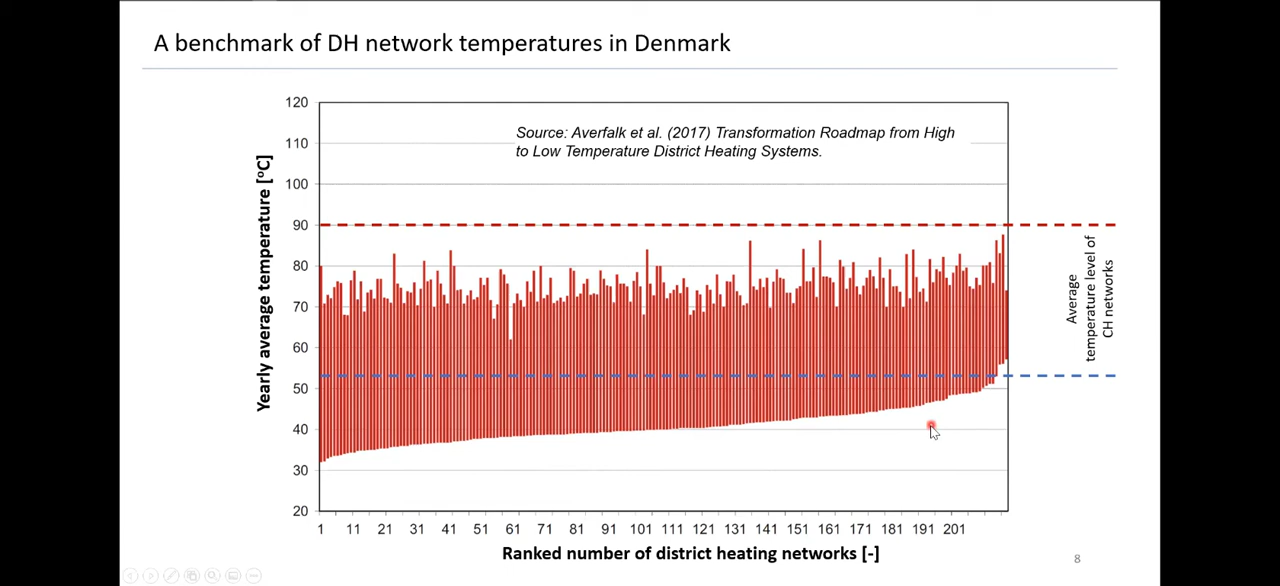 A benchmark of DH network temperatures in Denmark
Source: Averfalk et al. (2017) Transformation Roadmap from High
to Low Temperature District Heating Systems.
Yearly average temperature [°C]
120
110
100
90
80
70
60
50
40
30
20
1 11 21 31 41 51 61 71 81 91 101 111 121 131 141 151 161 171 181 191 201
Ranked number of district heating networks [-]
Average
temperature level of
CH networks
8